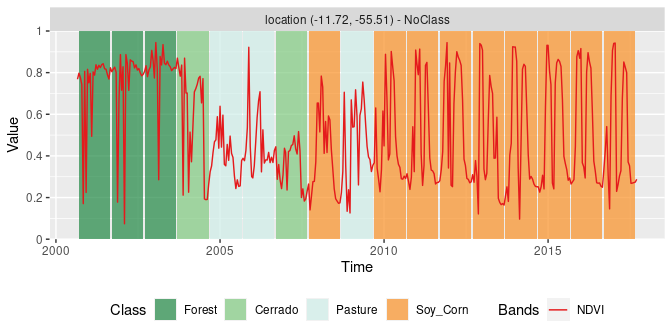 location (-11.72, -55.51) - NoClass
1
0.8
0.6
0.4
0.2
0
Value
2000 2005 2010 2015
Time
Class Forest Cerrado Pasture Soy_Corn Bands NDVI